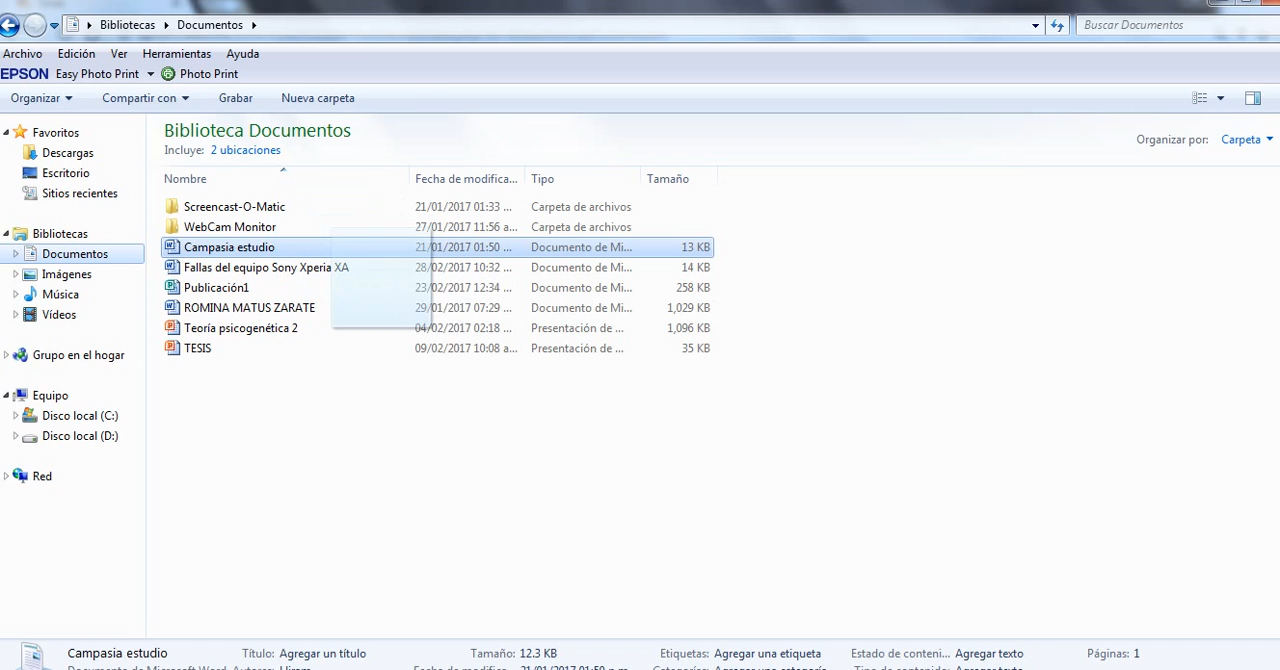 Bibliotecas Documentos Buscar Documentos
Archivo Edición Ver Herramientas Ayuda
EPSON Easy Photo Print Photo Print
Organizar Compartir con Grabar Nueva carpeta
Favoritos
Descargas
Escritorio
Sitios recientes
Bibliotecas
Documentos
Imágenes
Música
Vídeos
Grupo en el hogar
Equipo
Disco local (C:)
Disco local (D:)
Red
Biblioteca Documentos
Incluye: 2 ubicaciones
Organizar por: Carpeta
Nombre Fecha de modifica... Tipo Tamaño
Screencast-O-Matic 21/01/2017 01:33 ... Carpeta de archivos
WebCam Monitor 27/01/2017 11:56 a... Carpeta de archivos
Campasia estudio 21/01/2017 01:50 ... Documento de Mi... 13 KB
Fallas del equipo Sony Xperia XA 28/02/2017 10:32 ... Documento de Mi... 14 KB
Publicación1 23/02/2017 12:34 ... Documento de Mi... 258 KB
ROMINA MATUS ZARATE 29/01/2017 07:29 ... Documento de Mi... 1,029 KB
Teoría psicogenética 2 04/02/2017 02:18 ... Presentación de ... 1,096 KB
TESIS 09/02/2017 10:08 a... Presentación de ... 35 KB
Campasia estudio Título: Agregar un título Tamaño: 12.3 KB Etiquetas: Agregar una etiqueta Estado de conteni... Agregar texto Páginas: 1